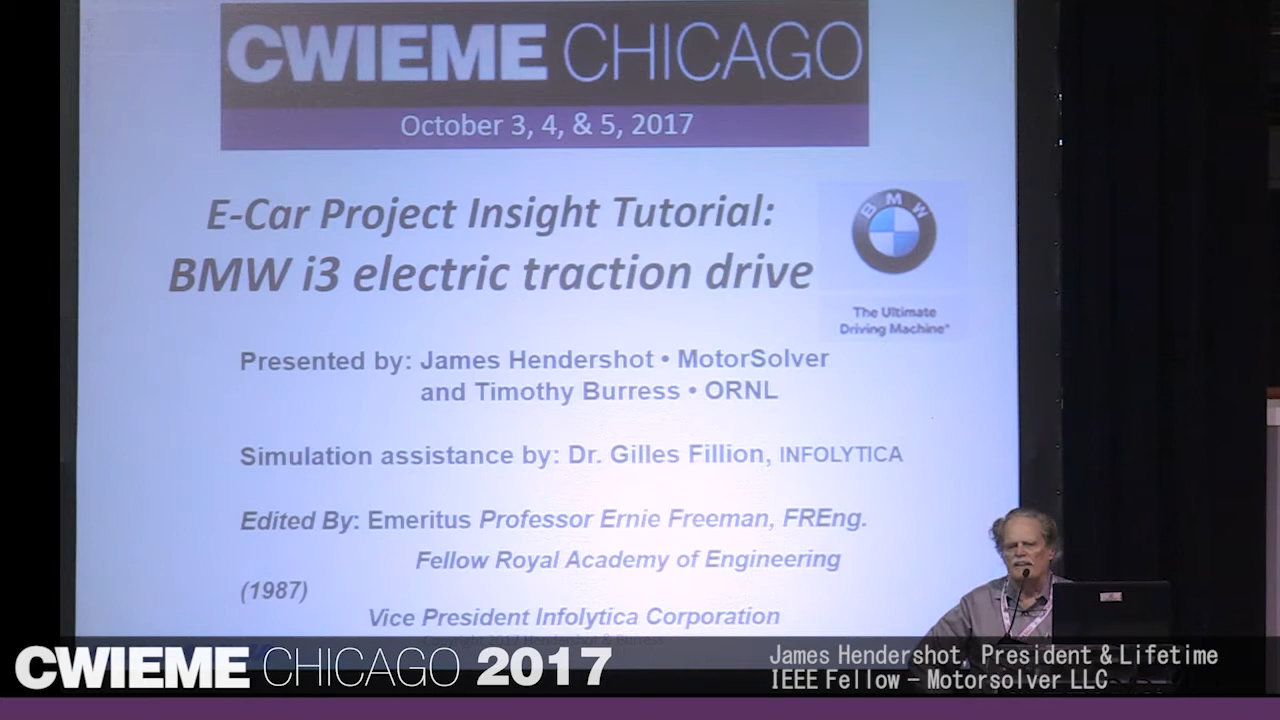 CWIEME CHICAGO
October 3, 4, & 5, 2017
E-Car Project Insight Tutorial:
BMW i3 electric traction drive
BMW
The Ultimate
Driving Machine®
Presented by: James Hendershot • MotorSolver
and Timothy Burress • ORNL
Simulation assistance by: Dr. Gilles Fillion, INFOLYTICA
Edited By: Emeritus Professor Ernie Freeman, FREng.
Fellow Royal Academy of Engineering
(1987)
Vice President Infolytica Corporation
CWIEME CHICAGO 2017
James Hendershot, President & Lifetime
IEEE Fellow – Motorsolver LLC